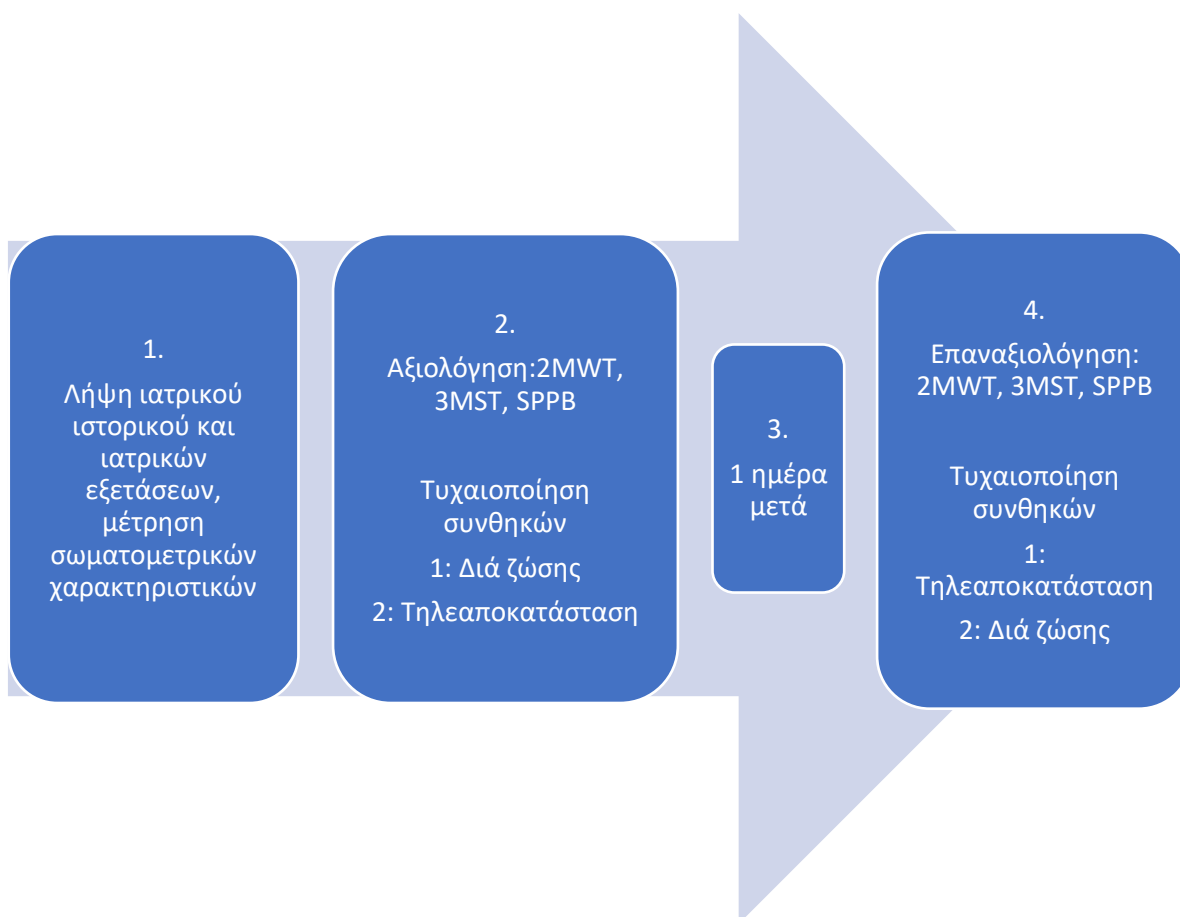 1.
Λήψη ιατρικού
ιστορικού και
ιατρικών
εξετάσεων,
μέτρηση
σωματομετρικών
χαρακτηριστικών
2.
Αξιολόγηση:2MWT,
3MST, SPPB
Τυχαιοποίηση
συνθηκών
1: Διά ζώσης
2: Τηλεαποκατάσταση
3.
1 ημέρα
μετά
4.
Επαναξιολόγηση:
2MWT, 3MST, SPPB
Τυχαιοποίηση
συνθηκών
1:
Τηλεαποκατάσταση
2: Διά ζώσης